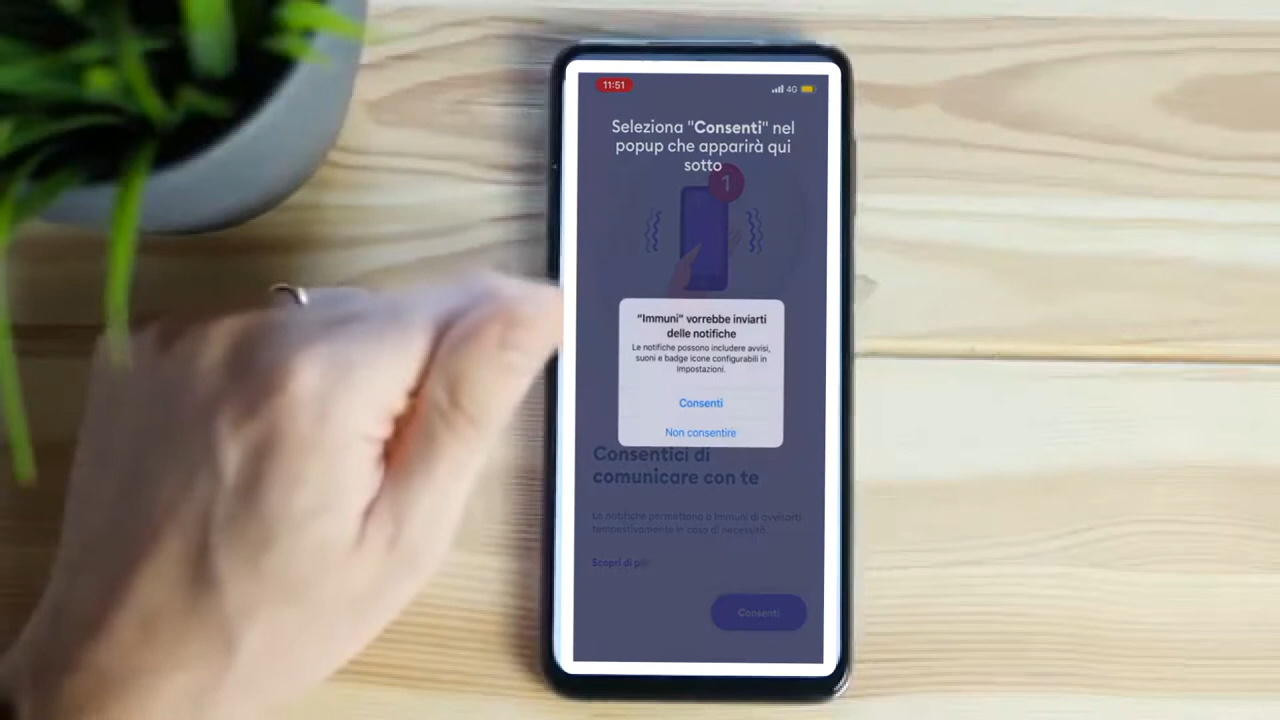 11:51
4G
Seleziona "Consenti" nel
popup che apparirà qui
sotto
1
"Immuni" vorrebbe inviarti
delle notifiche
Le notifiche possono includere avvisi,
suoni e badge icone configurabili in
Impostazioni.
Consenti
Non consentire
Consentici di
comunicare con te
Le notifiche permettono a Immuni di avvisarti
tempestivamente in caso di necessità.
Scopri di più
Consenti